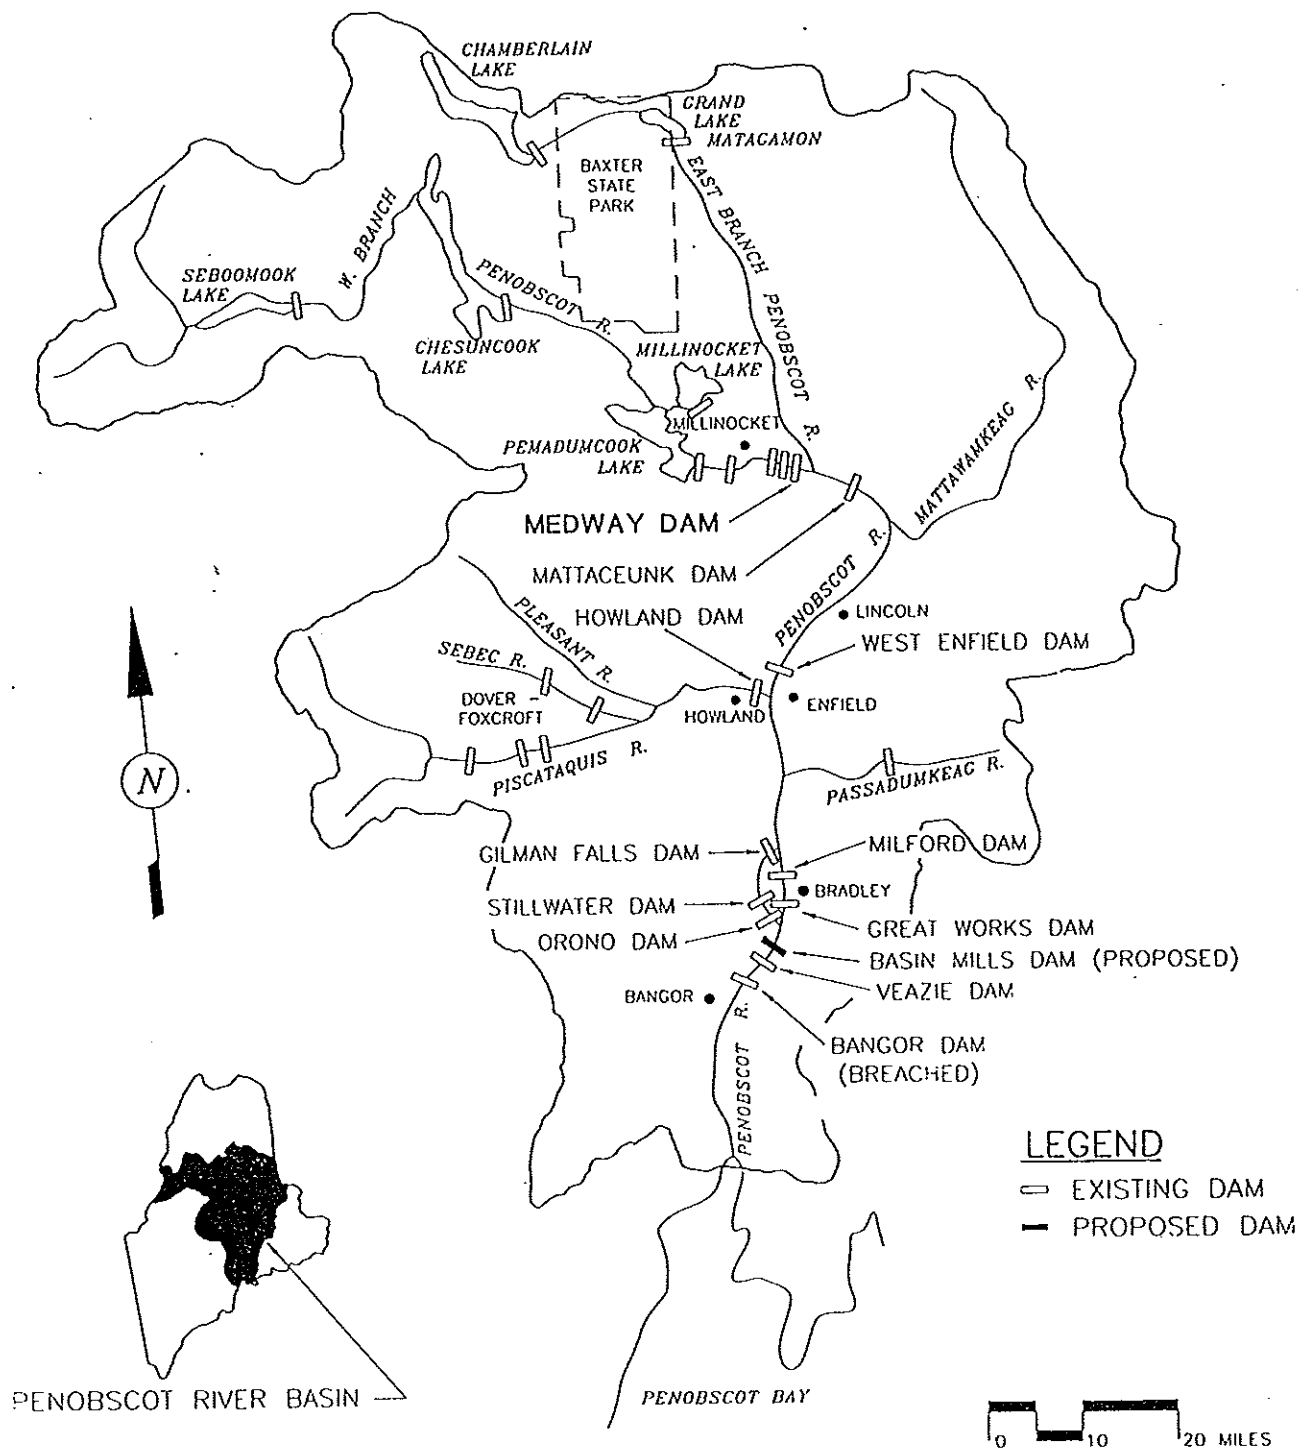 CHAMBERLAIN
LAKE
GRAND
LAKE
MATAGAMON
BAXTER
STATE
PARK
EAST BRANCH PENOBSCOT R.
W. BRANCH
SEBOOMOOK
LAKE
PENOBSCOT R.
CHESUNCOOK
LAKE
MILLINOCKET
LAKE
MILLINOCKET
MATTAWAMKEAG R.
PEMADUMCOOK
LAKE
MEDWAY DAM
MATTACEUNK DAM
PENOBSCOT R.
HOWLAND DAM
LINCOLN
WEST ENFIELD DAM
PLEASANT R.
SEBEC R.
DOVER -
FOXCROFT
HOWLAND
ENFIELD
PISCATAQUIS R.
PASSADUMKEAG R.
N
GILMAN FALLS DAM
MILFORD DAM
BRADLEY
STILLWATER DAM
GREAT WORKS DAM
ORONO DAM
BASIN MILLS DAM (PROPOSED)
VEAZIE DAM
BANGOR
BANGOR DAM
(BREACHED)
PENOBSCOT R.
LEGEND
EXISTING DAM
PROPOSED DAM
PENOBSCOT RIVER BASIN
PENOBSCOT BAY
0 10 20 MILES